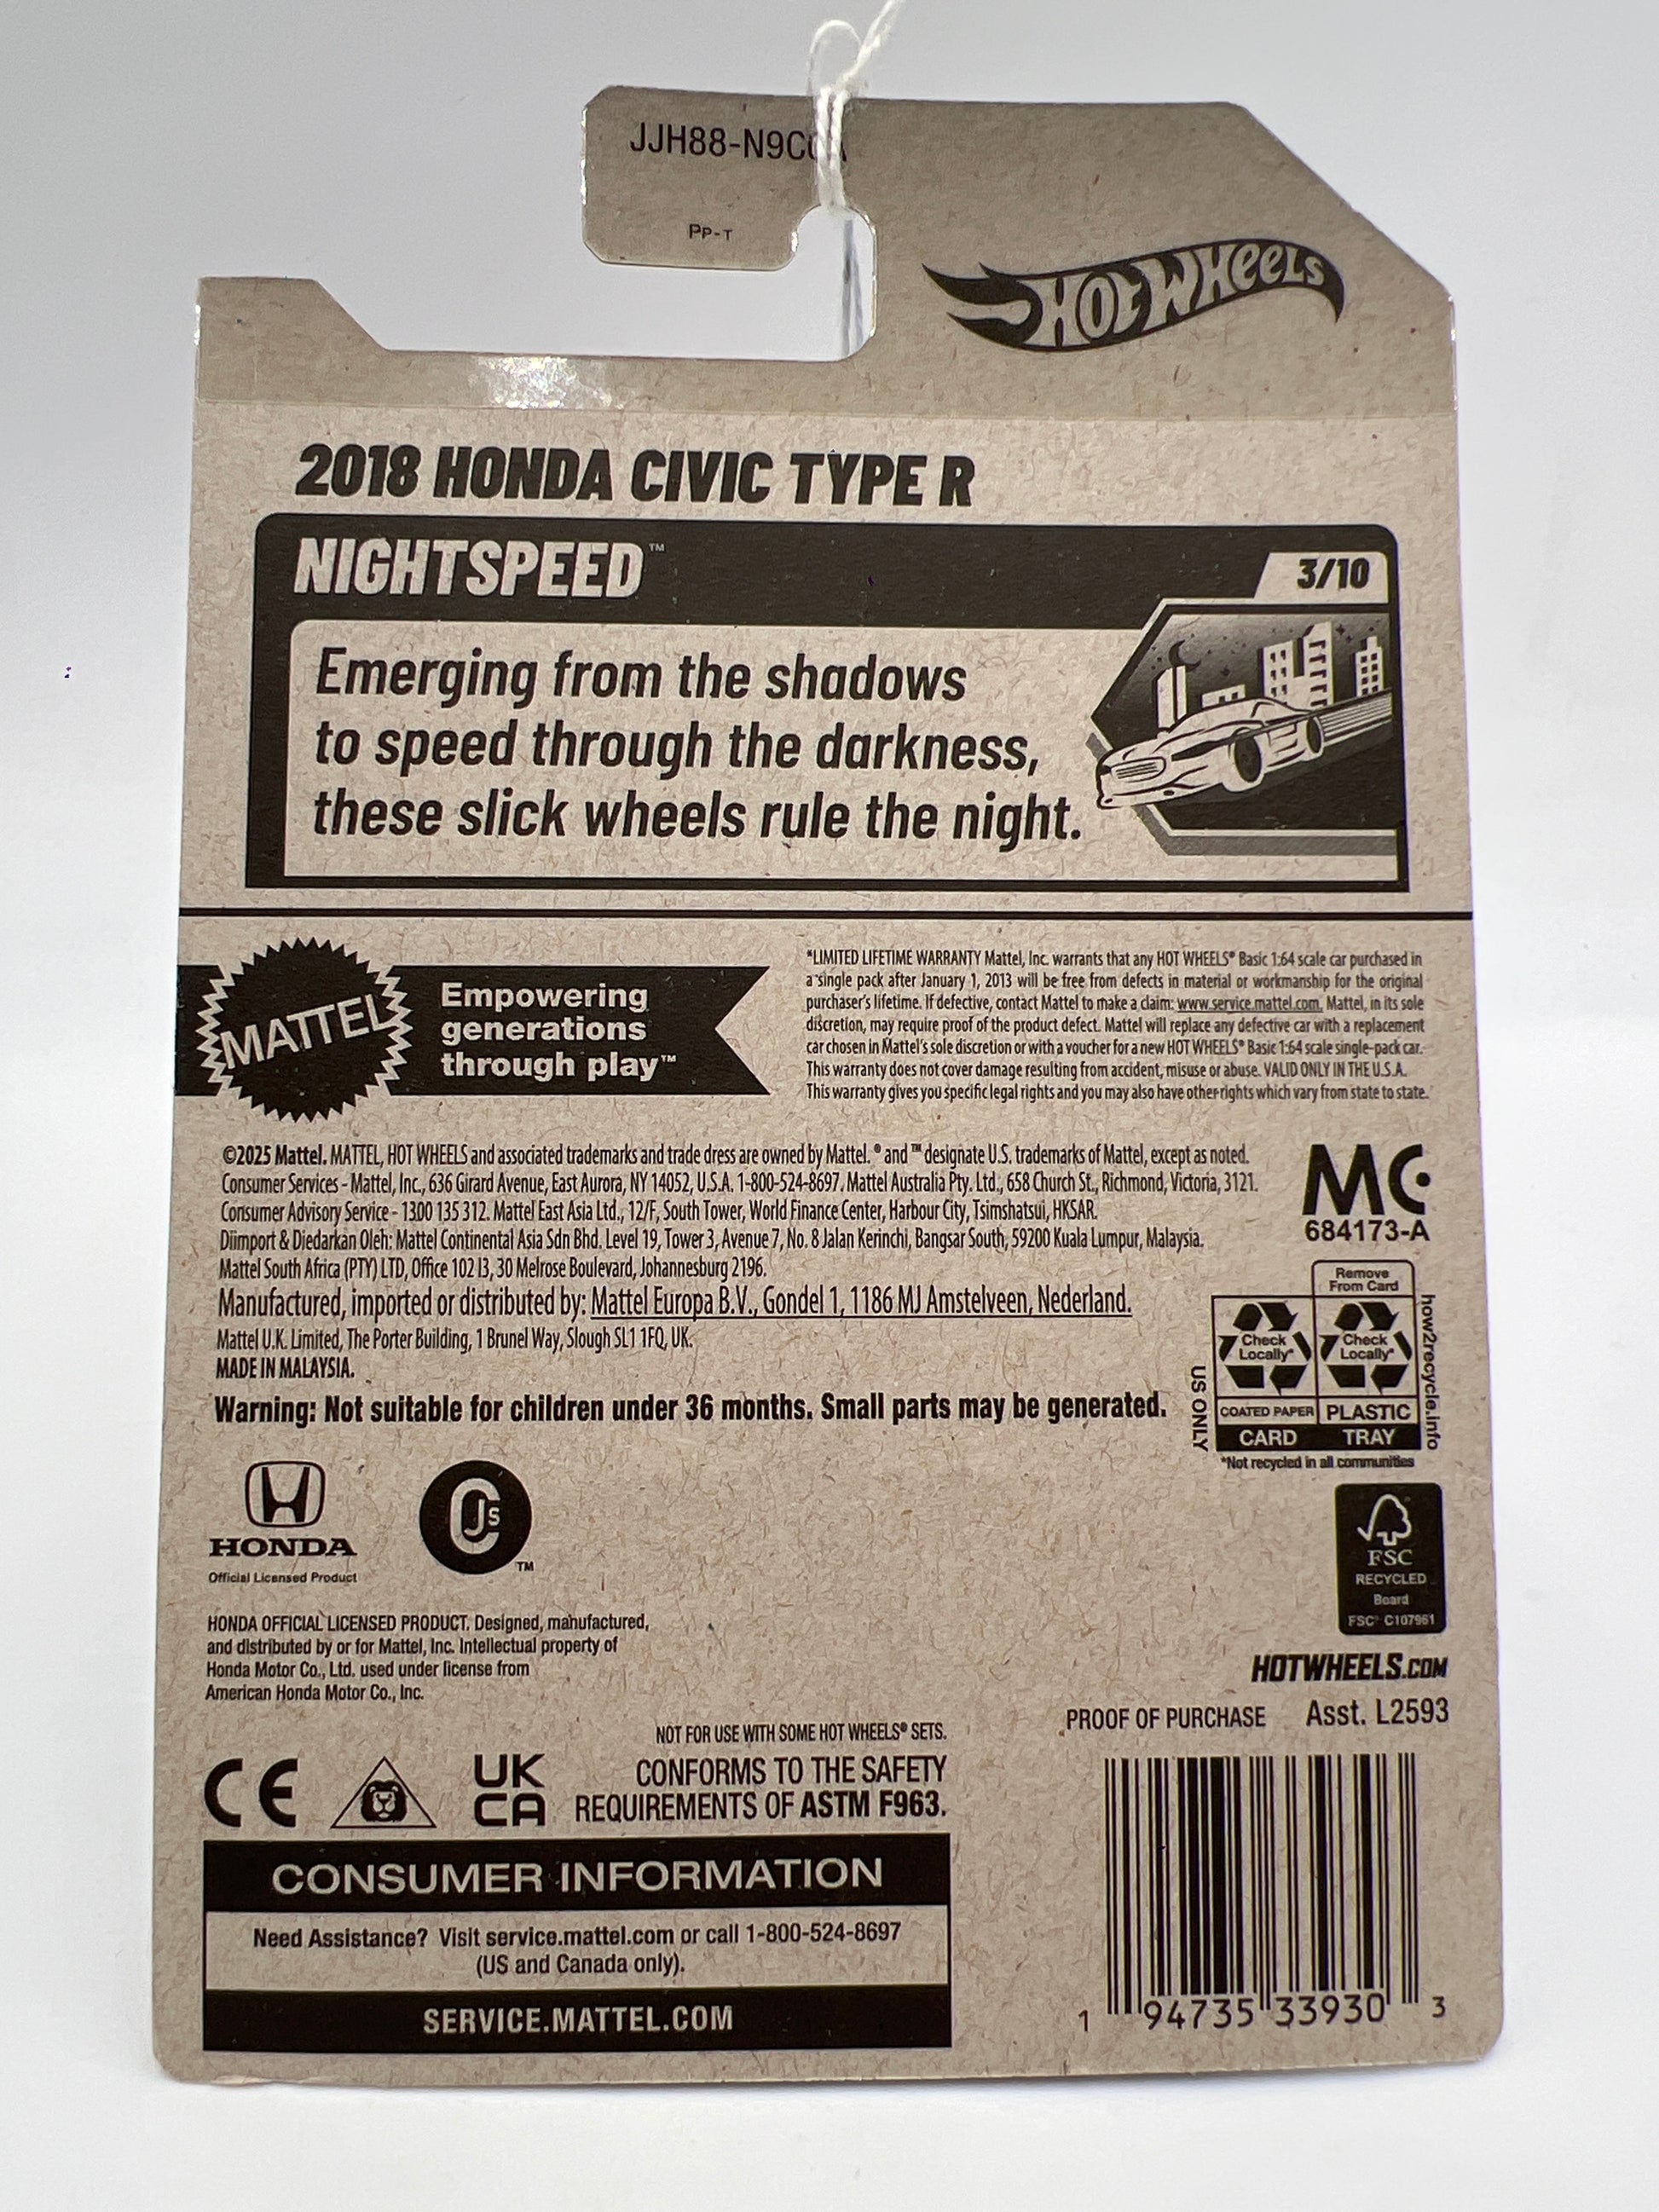 JJH88-N9C
PP-T
HOT WHEELS
2018 HONDA CIVIC TYPE R
NIGHTSPEED™
3/10
Emerging from the shadows
to speed through the darkness,
these slick wheels rule the night.
MATTEL
Empowering
generations
through play™
*LIMITED LIFETIME WARRANTY Mattel, Inc. warrants that any HOT WHEELS® Basic 1:64 scale car purchased in
a single pack after January 1, 2013 will be free from defects in material or workmanship for the original
purchaser's lifetime. If defective, contact Mattel to make a claim: www.service.mattel.com. Mattel, in its sole
discretion, may require proof of the product defect. Mattel will replace any defective car with a replacement
car chosen in Mattel's sole discretion or with a voucher for a new HOT WHEELS® Basic 1:64 scale single-pack car.
This warranty does not cover damage resulting from accident, misuse or abuse. VALID ONLY IN THE U.S.A.
This warranty gives you specific legal rights and you may also have other rights which vary from state to state.
©2025 Mattel. MATTEL, HOT WHEELS and associated trademarks and trade dress are owned by Mattel. ® and ™ designate U.S. trademarks of Mattel, except as noted.
Consumer Services - Mattel, Inc., 636 Girard Avenue, East Aurora, NY 14052, U.S.A. 1-800-524-8697. Mattel Australia Pty. Ltd., 658 Church St., Richmond, Victoria, 3121.
Consumer Advisory Service - 1300 135 312. Mattel East Asia Ltd., 12/F, South Tower, World Finance Center, Harbour City, Tsimshatsui, HKSAR.
Diimport & Diedarkan Oleh: Mattel Continental Asia Sdn Bhd. Level 19, Tower 3, Avenue 7, No. 8 Jalan Kerinchi, Bangsar South, 59200 Kuala Lumpur, Malaysia.
Mattel South Africa (PTY) LTD, Office 102 I3, 30 Melrose Boulevard, Johannesburg 2196.
Manufactured, imported or distributed by: Mattel Europa B.V., Gondel 1, 1186 MJ Amstelveen, Nederland.
Mattel U.K. Limited, The Porter Building, 1 Brunel Way, Slough SL1 1FQ, UK.
MADE IN MALAYSIA.
Warning: Not suitable for children under 36 months. Small parts may be generated.
MC
684173-A
Remove
From Card
Check
Locally*
Check
Locally*
COATED PAPER
PLASTIC
CARD
TRAY
US ONLY
how2recycle.info
*Not recycled in all communities
HONDA
Official Licensed Product
CJs
™
FSC
RECYCLED
Board
FSC® C107961
HONDA OFFICIAL LICENSED PRODUCT. Designed, manufactured,
and distributed by or for Mattel, Inc. Intellectual property of
Honda Motor Co., Ltd. used under license from
American Honda Motor Co., Inc.
HOTWHEELS.COM
PROOF OF PURCHASE Asst. L2593
NOT FOR USE WITH SOME HOT WHEELS® SETS.
CE
UK
CA
CONFORMS TO THE SAFETY
REQUIREMENTS OF ASTM F963.
CONSUMER INFORMATION
Need Assistance? Visit service.mattel.com or call 1-800-524-8697
(US and Canada only).
SERVICE.MATTEL.COM
1 94735 33930 3